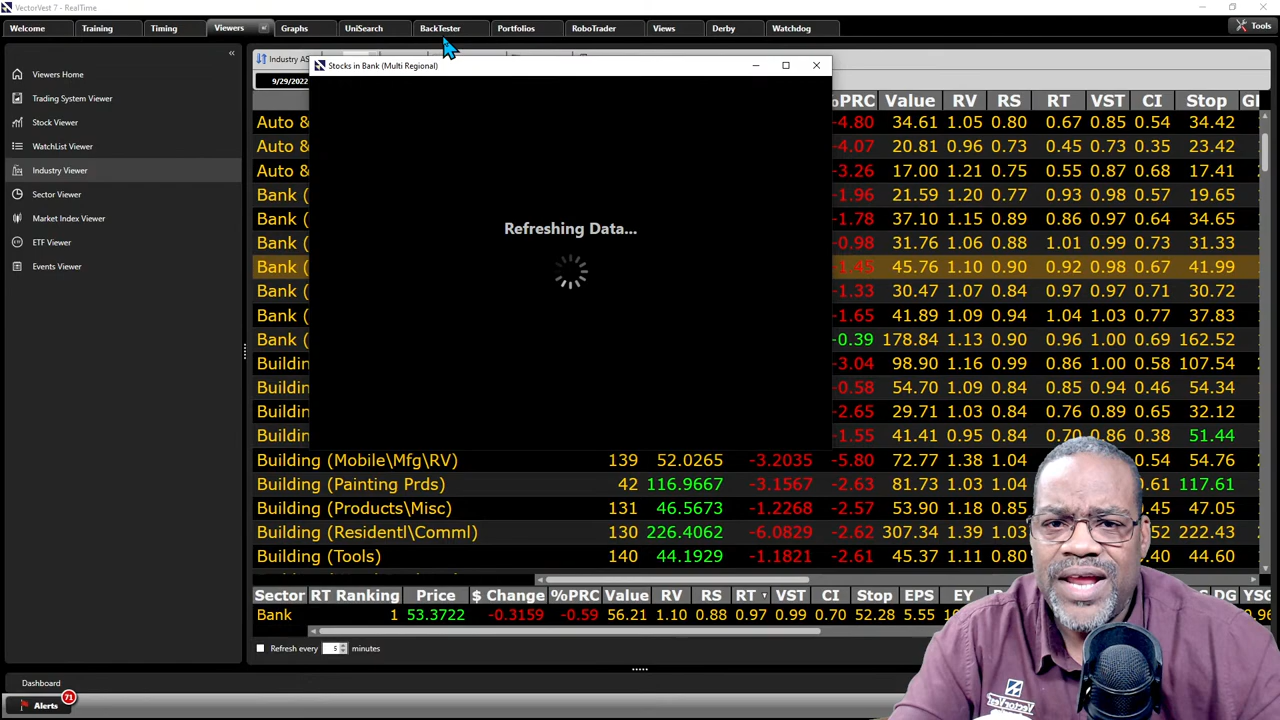 VectorVest 7 - RealTime
Welcome Training Timing Viewers Graphs UniSearch BackTester Portfolios RoboTrader Views Derby Watchdog Tools
Viewers Home
Trading System Viewer
Stock Viewer
WatchList Viewer
Industry Viewer
Sector Viewer
Market Index Viewer
ETF Viewer
Events Viewer
Industry AS
9/29/2022
Stocks in Bank (Multi Regional)
Refreshing Data...
%PRC Value RV RS RT VST CI Stop
Auto & -4.80 34.61 1.05 0.80 0.67 0.85 0.54 34.42
Auto & -4.07 20.81 0.96 0.73 0.45 0.73 0.35 23.42
Auto & -3.26 17.00 1.21 0.75 0.55 0.87 0.68 17.41
Bank ( -1.96 21.59 1.20 0.77 0.93 0.98 0.57 19.65
Bank ( -1.78 37.10 1.15 0.89 0.86 0.97 0.64 34.65
Bank ( -0.98 31.76 1.06 0.88 1.01 0.99 0.73 31.33
Bank ( -1.45 45.76 1.10 0.90 0.92 0.98 0.67 41.99
Bank ( -1.33 30.47 1.07 0.84 0.97 0.97 0.71 30.72
Bank ( -1.65 41.89 1.09 0.94 1.04 1.03 0.77 37.83
Bank ( -0.39 178.84 1.13 0.90 0.96 1.00 0.69 162.52
Buildin -3.04 98.90 1.16 0.99 0.86 1.00 0.58 107.54
Buildin -0.58 54.70 1.09 0.84 0.85 0.94 0.46 54.34
Buildin -2.65 29.71 1.03 0.84 0.76 0.89 0.65 32.12
Buildin -1.55 41.41 0.95 0.84 0.70 0.86 0.38 51.44
Building (Mobile\Mfg\RV) 139 52.0265 -3.2035 -5.80 72.77 1.38 1.04 0.54 54.76
Building (Painting Prds) 42 116.9667 -3.1567 -2.63 81.73 1.03 1.04 117.61
Building (Products\Misc) 131 46.5673 -1.2268 -2.57 53.90 1.18 0.85 47.05
Building (Residentl\Comml) 130 226.4062 -6.0829 -2.62 307.34 1.39 1.03 222.43
Building (Tools) 140 44.1929 -1.1821 -2.61 45.37 1.11 0.80 44.60
Sector RT Ranking Price $ Change %PRC Value RV RS RT VST CI Stop EPS EY
Bank 1 53.3722 -0.3159 -0.59 56.21 1.10 0.88 0.97 0.99 0.70 52.28 5.55
Refresh every 5 minutes
Dashboard
Alerts 71
VectorVest